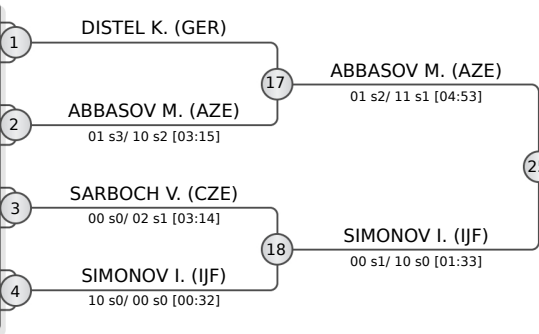 DISTEL K. (GER)
1
17
ABBASOV M. (AZE)
01 s2/ 11 s1 [04:53]
ABBASOV M. (AZE)
2
01 s3/ 10 s2 [03:15]
SARBOCH V. (CZE)
3
00 s0/ 02 s1 [03:14]
18
SIMONOV I. (IJF)
00 s1/ 10 s0 [01:33]
SIMONOV I. (IJF)
4
10 s0/ 00 s0 [00:32]